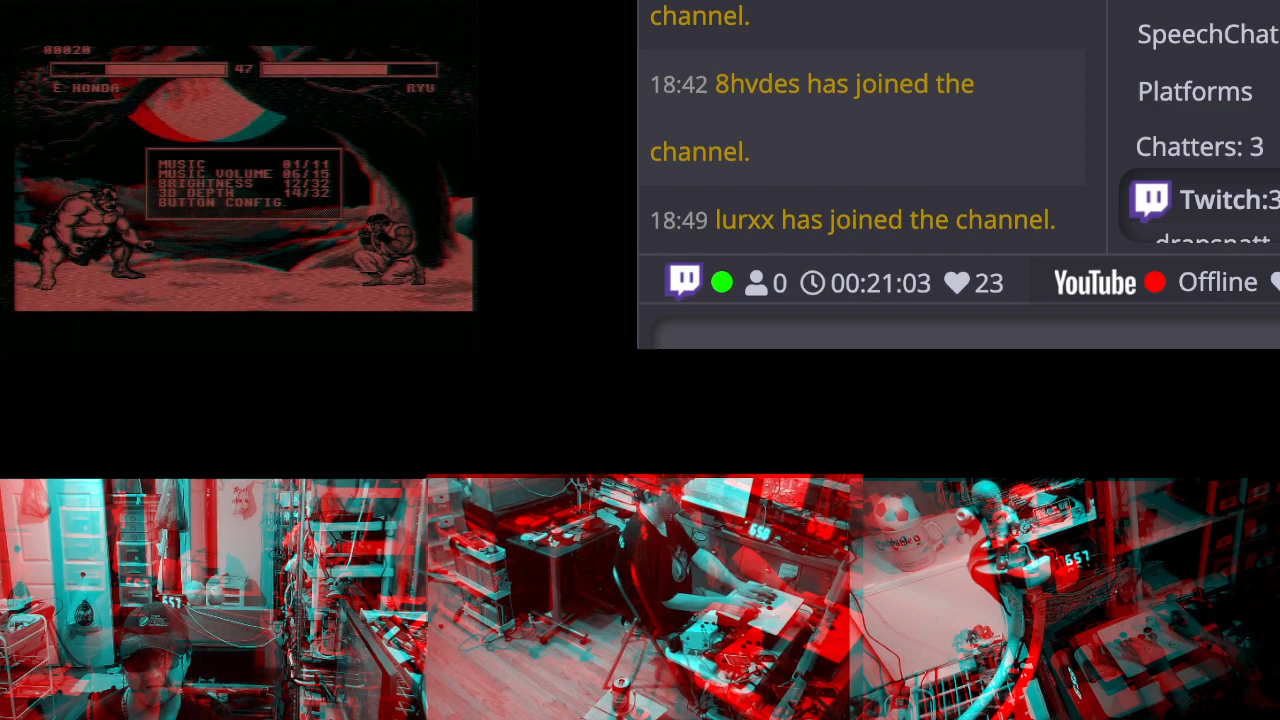 00020
47
E. HONDA
RYU
MUSIC 01/11
MUSIC VOLUME 06/15
BRIGHTNESS 12/32
3D DEPTH 14/32
BUTTON CONFIG.
channel.
18:42 8hvdes has joined the
channel.
18:49 lurxx has joined the channel.
SpeechChat
Platforms
Chatters: 3
Twitch:3
0 00:21:03 23
YouTube Offline
657